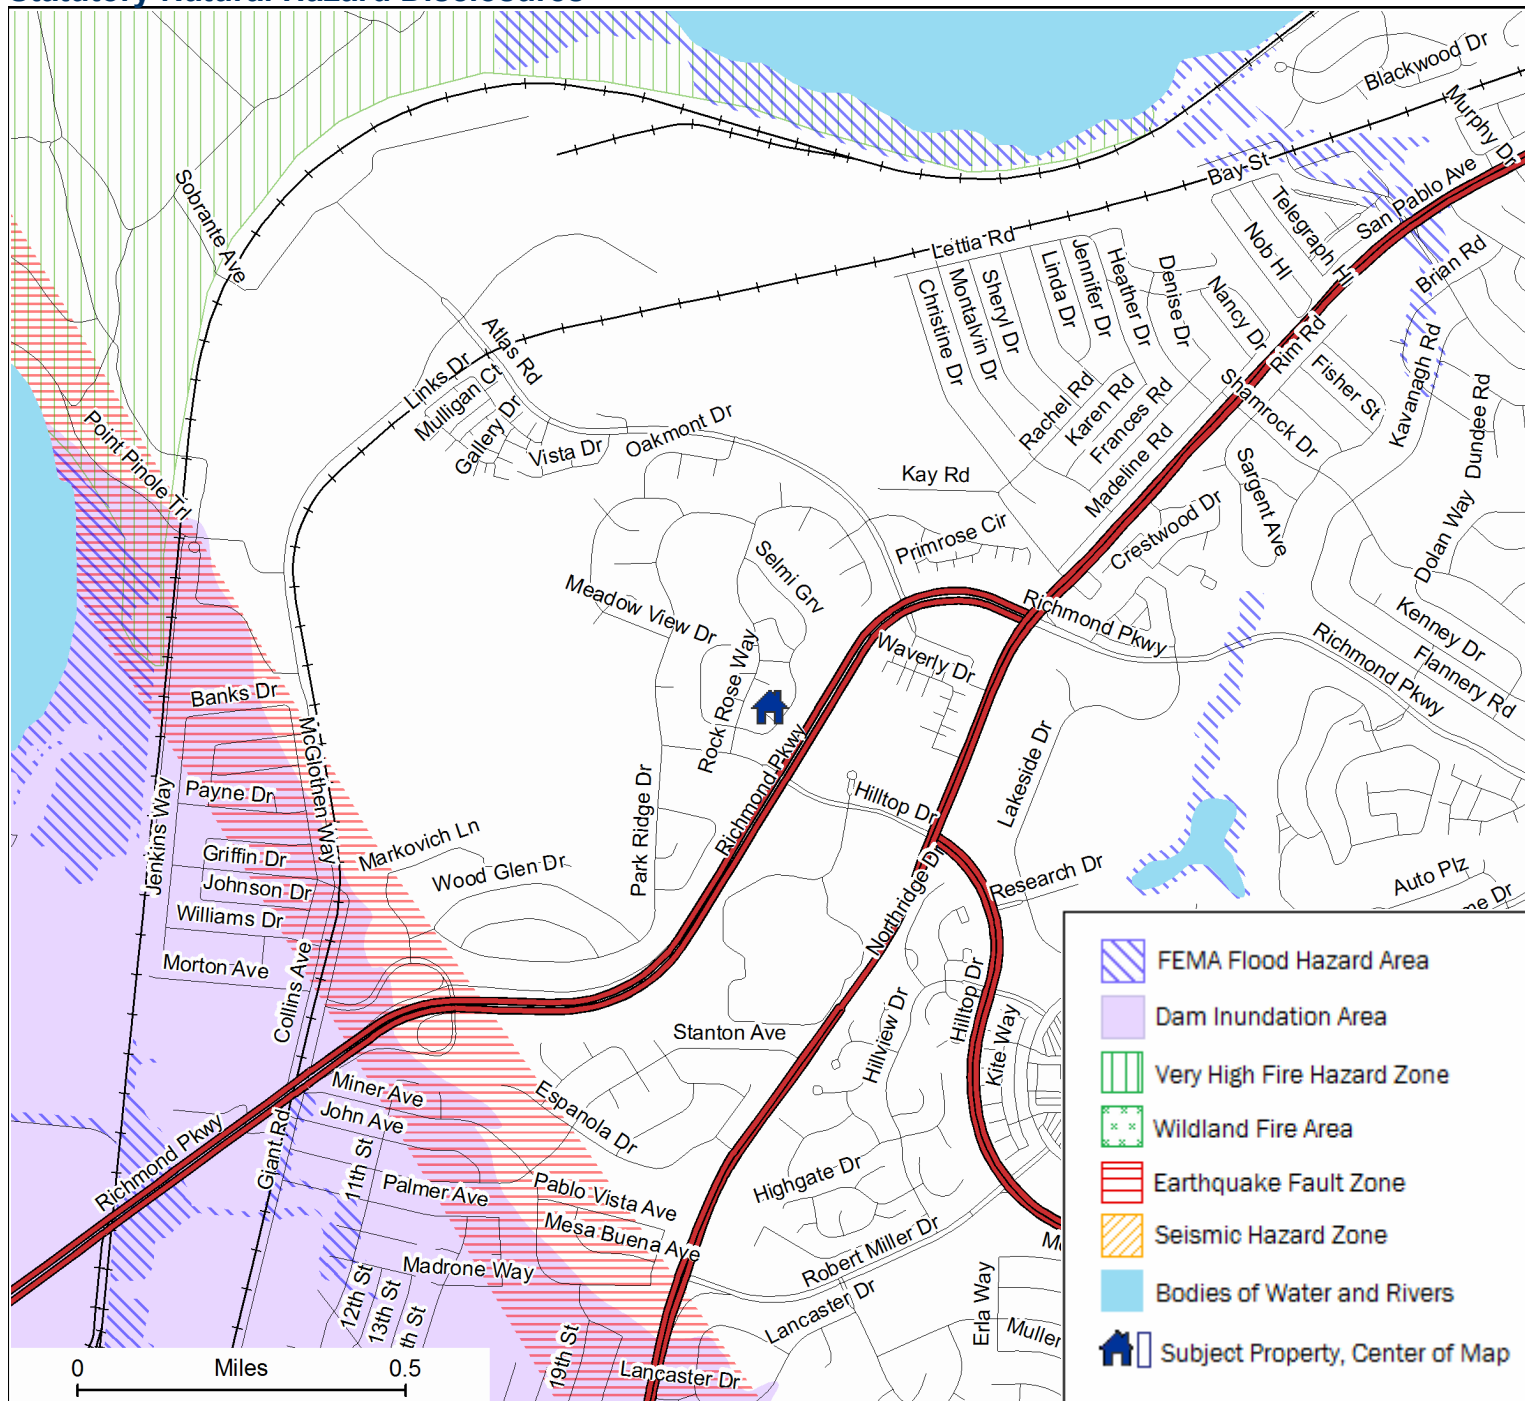 Statutory Natural Hazard Disclosures
Blackwood Dr
Murphy Dr
San Pablo Ave
Bay St
Telegraph Hl
Nob Hl
Brian Rd
Sobrante Ave
Lettia Rd
Christine Dr
Montalvin Dr
Sheryl Dr
Linda Dr
Jennifer Dr
Heather Dr
Denise Dr
Nancy Dr
Rim Rd
Fisher St
Kavanagh Rd
Dundee Rd
Atlas Rd
Links Dr
Mulligan Ct
Gallery Dr
Vista Dr
Oakmont Dr
Rachel Rd
Karen Rd
Frances Rd
Madeline Rd
Shamrock Dr
Sargent Ave
Point Pinole Trl
Kay Rd
Primrose Cir
Crestwood Dr
Dolan Way
Selmi Grv
Meadow View Dr
Rock Rose Way
Waverly Dr
Richmond Pkwy
Kenney Dr
Flannery Rd
Richmond Pkwy
Banks Dr
McGlothen Way
Payne Dr
Jenkins Way
Griffin Dr
Johnson Dr
Williams Dr
Morton Ave
Collins Ave
Markovich Ln
Wood Glen Dr
Park Ridge Dr
Richmond Pkwy
Hilltop Dr
Lakeside Dr
Research Dr
Northridge Dr
Auto Plz
me Dr
Hilltop Dr
Hillview Dr
Kite Way
Stanton Ave
Miner Ave
John Ave
Espanola Dr
Giant Rd
Richmond Pkwy
11th St
Palmer Ave
Pablo Vista Ave
Mesa Buena Ave
Highgate Dr
Robert Miller Dr
Lancaster Dr
Madrone Way
12th St
13th St
th St
19th St
Lancaster Dr
Erla Way
Muller
FEMA Flood Hazard Area
Dam Inundation Area
Very High Fire Hazard Zone
Wildland Fire Area
Earthquake Fault Zone
Seismic Hazard Zone
Bodies of Water and Rivers
Subject Property, Center of Map
0 Miles 0.5